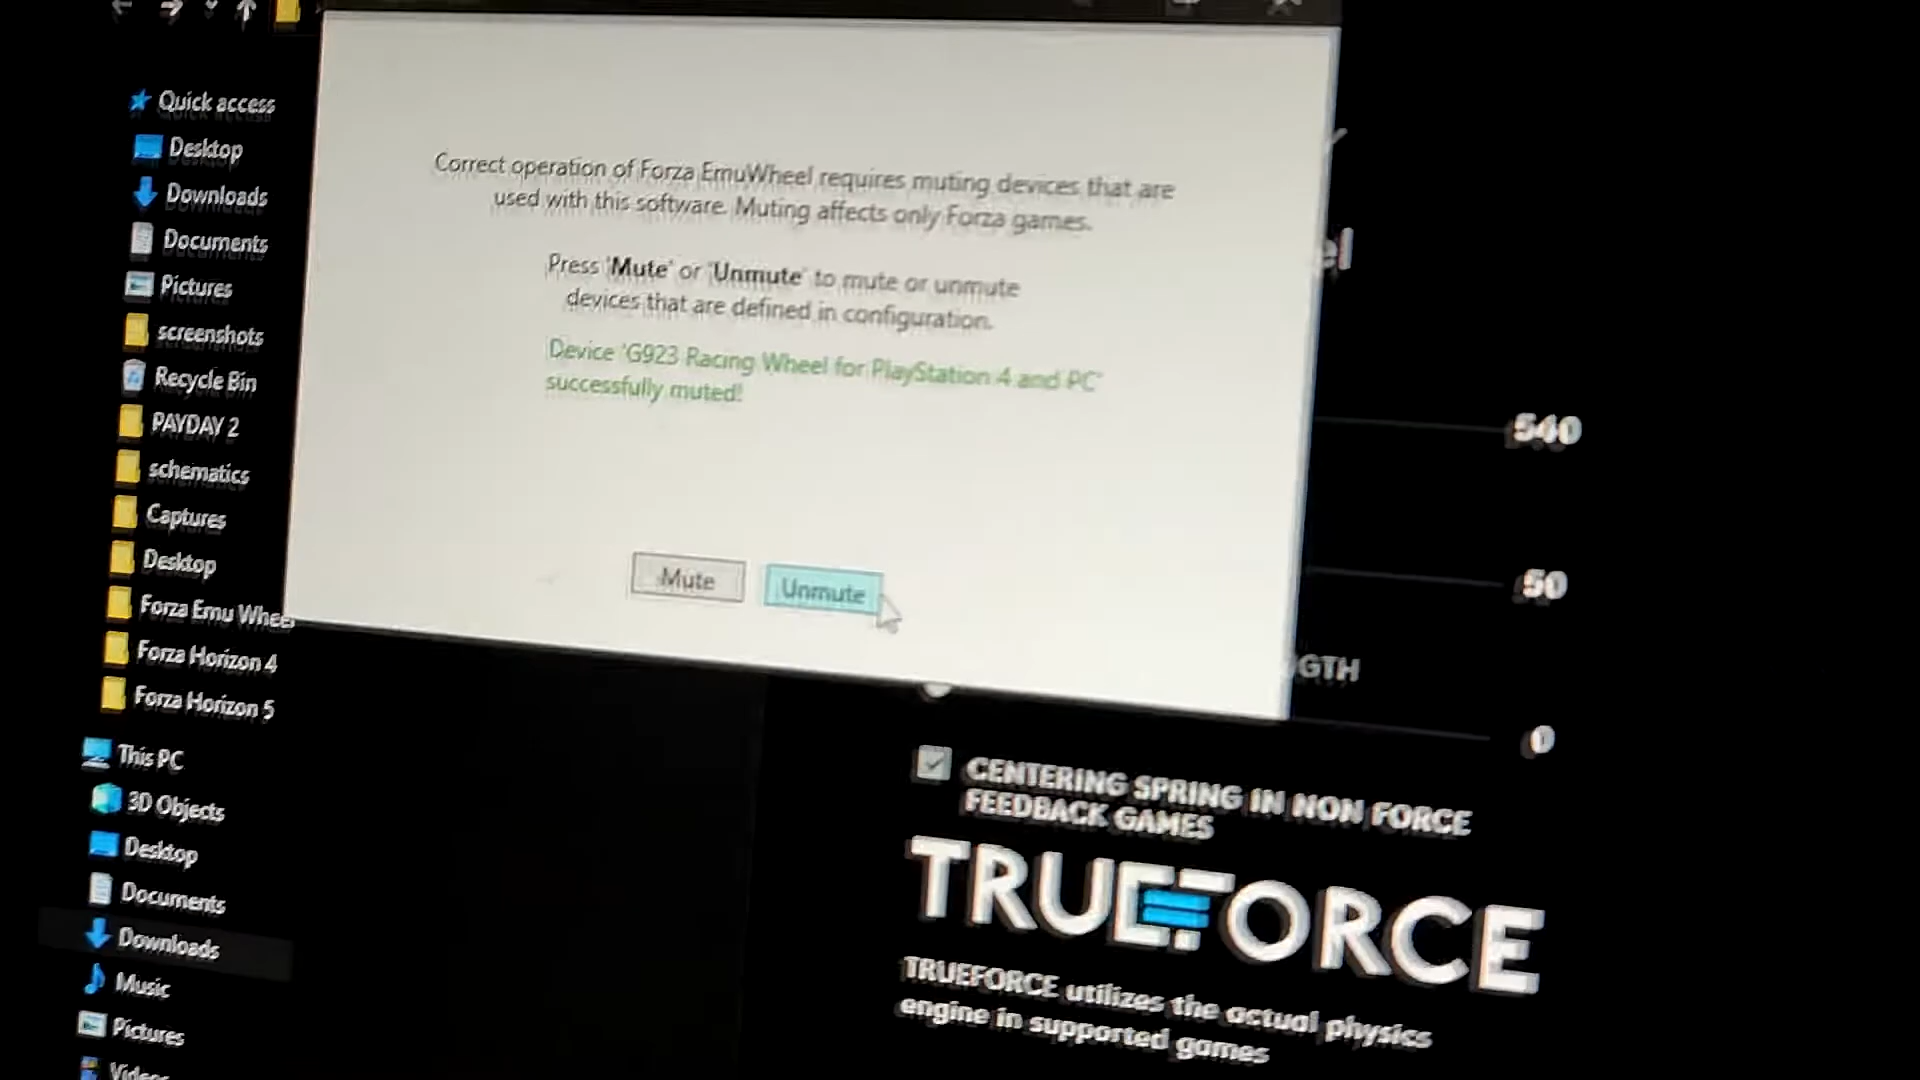 Quick access
Desktop
Downloads
Documents
Pictures
screenshots
Recycle Bin
PAYDAY 2
schematics
Captures
Desktop
Forza Emu Wheel
Forza Horizon 4
Forza Horizon 5
This PC
3D Objects
Desktop
Documents
Downloads
Music
Pictures
Videos
Correct operation of Forza EmuWheel requires muting devices that are
used with this software. Muting affects only Forza games.
Press 'Mute' or 'Unmute' to mute or unmute
devices that are defined in configuration.
Device 'G923 Racing Wheel for PlayStation 4 and PC'
successfully muted!
Mute
Unmute
el
540
50
GTH
0
CENTERING SPRING IN NON FORCE
FEEDBACK GAMES
TRUEFORCE
TRUEFORCE utilizes the actual physics
engine in supported games